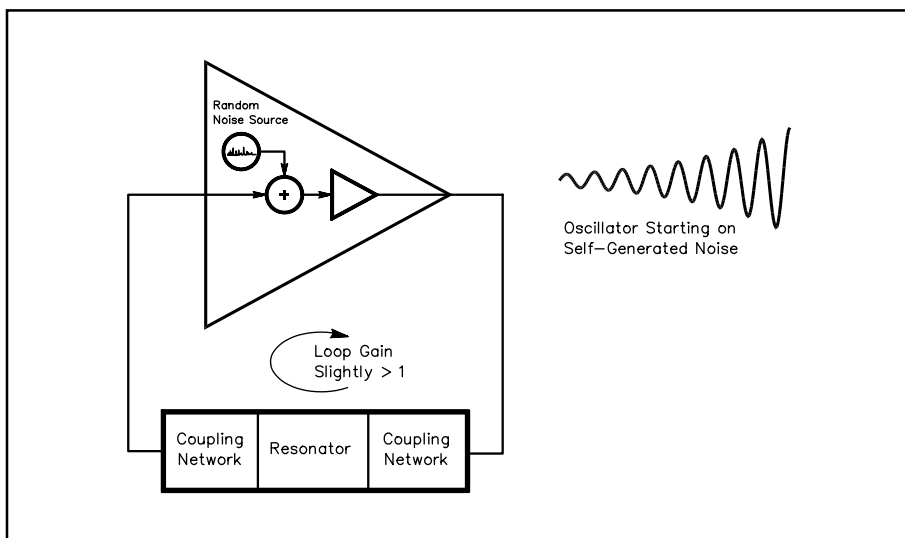 Random
Noise Source
+
Oscillator Starting on
Self-Generated Noise
Loop Gain
Slightly > 1
Coupling
Network
Resonator
Coupling
Network